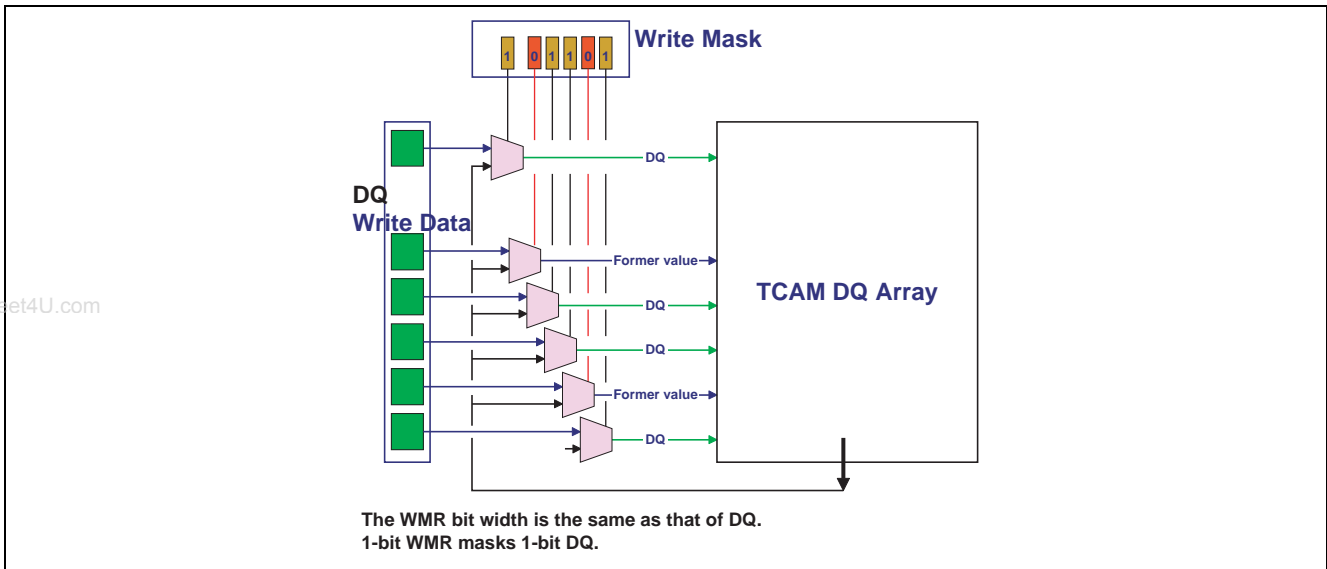 Write Mask
1 0 1 1 0 1
DQ
DQ
Write Data
Former value
TCAM DQ Array
DQ
DQ
Former value
DQ
The WMR bit width is the same as that of DQ.
1-bit WMR masks 1-bit DQ.
et4U.com